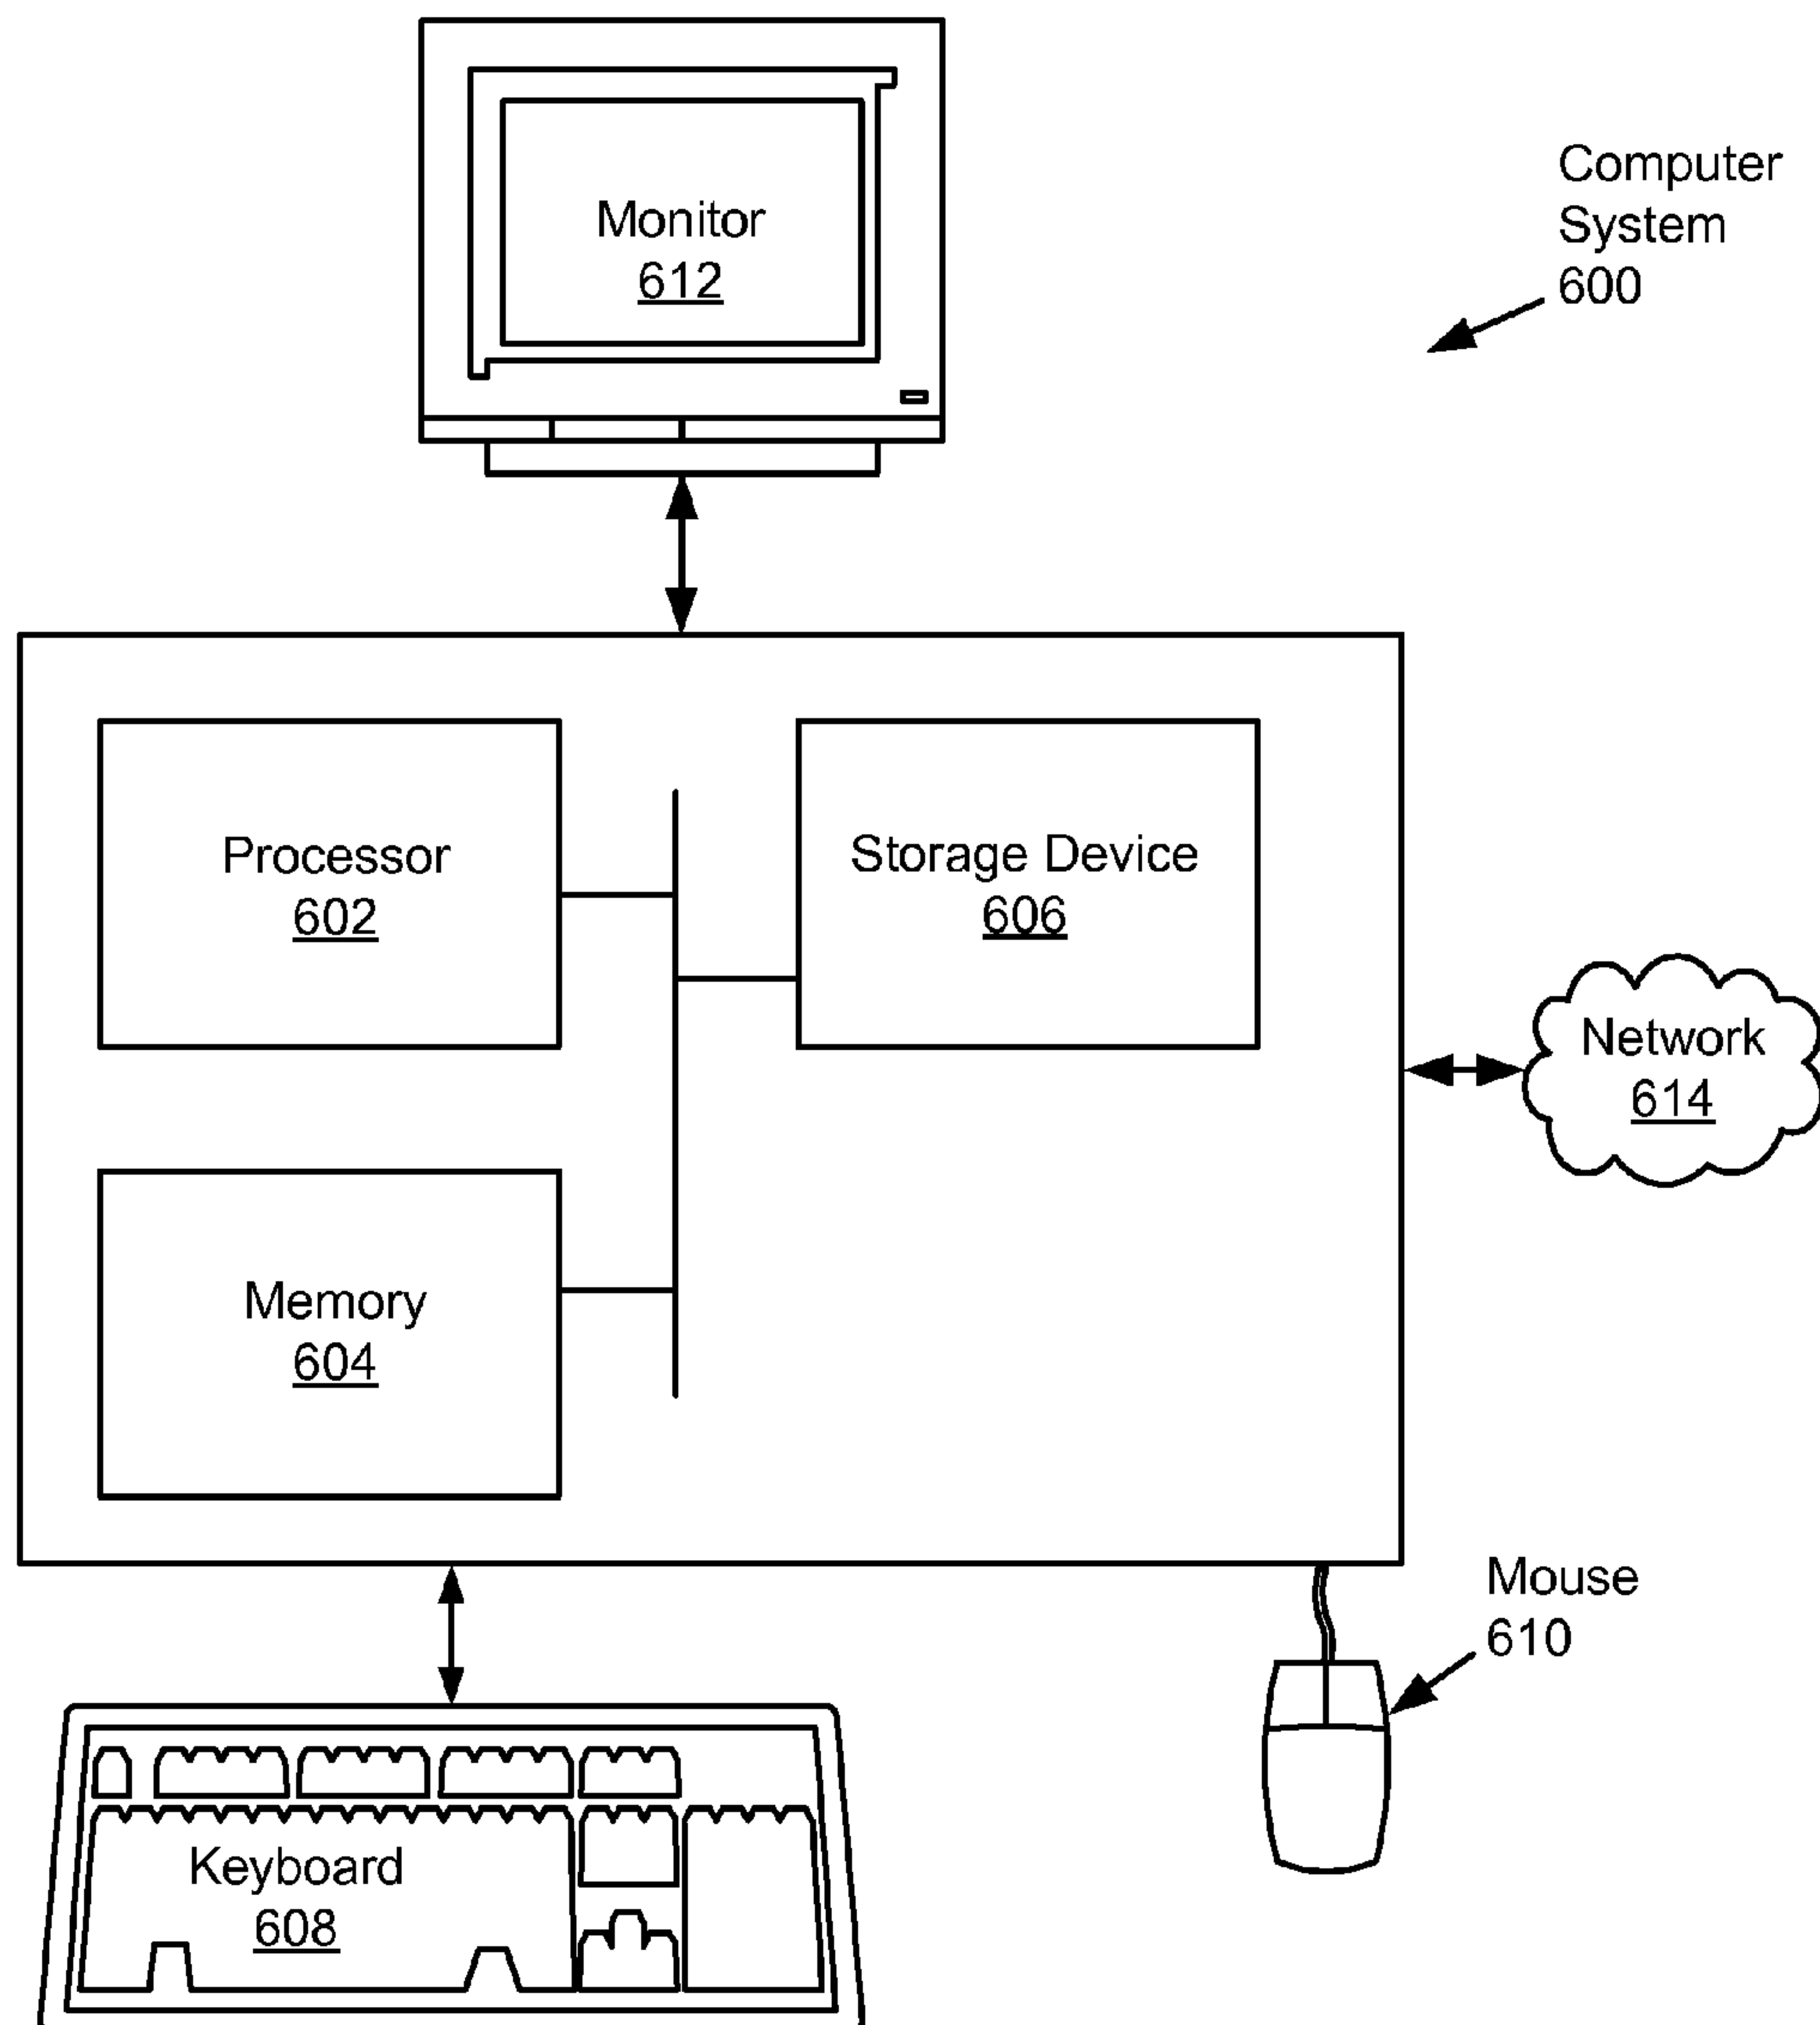 Monitor
612
Computer
System
600
Processor
602
Storage Device
606
Network
614
Memory
604
Mouse
610
Keyboard
608